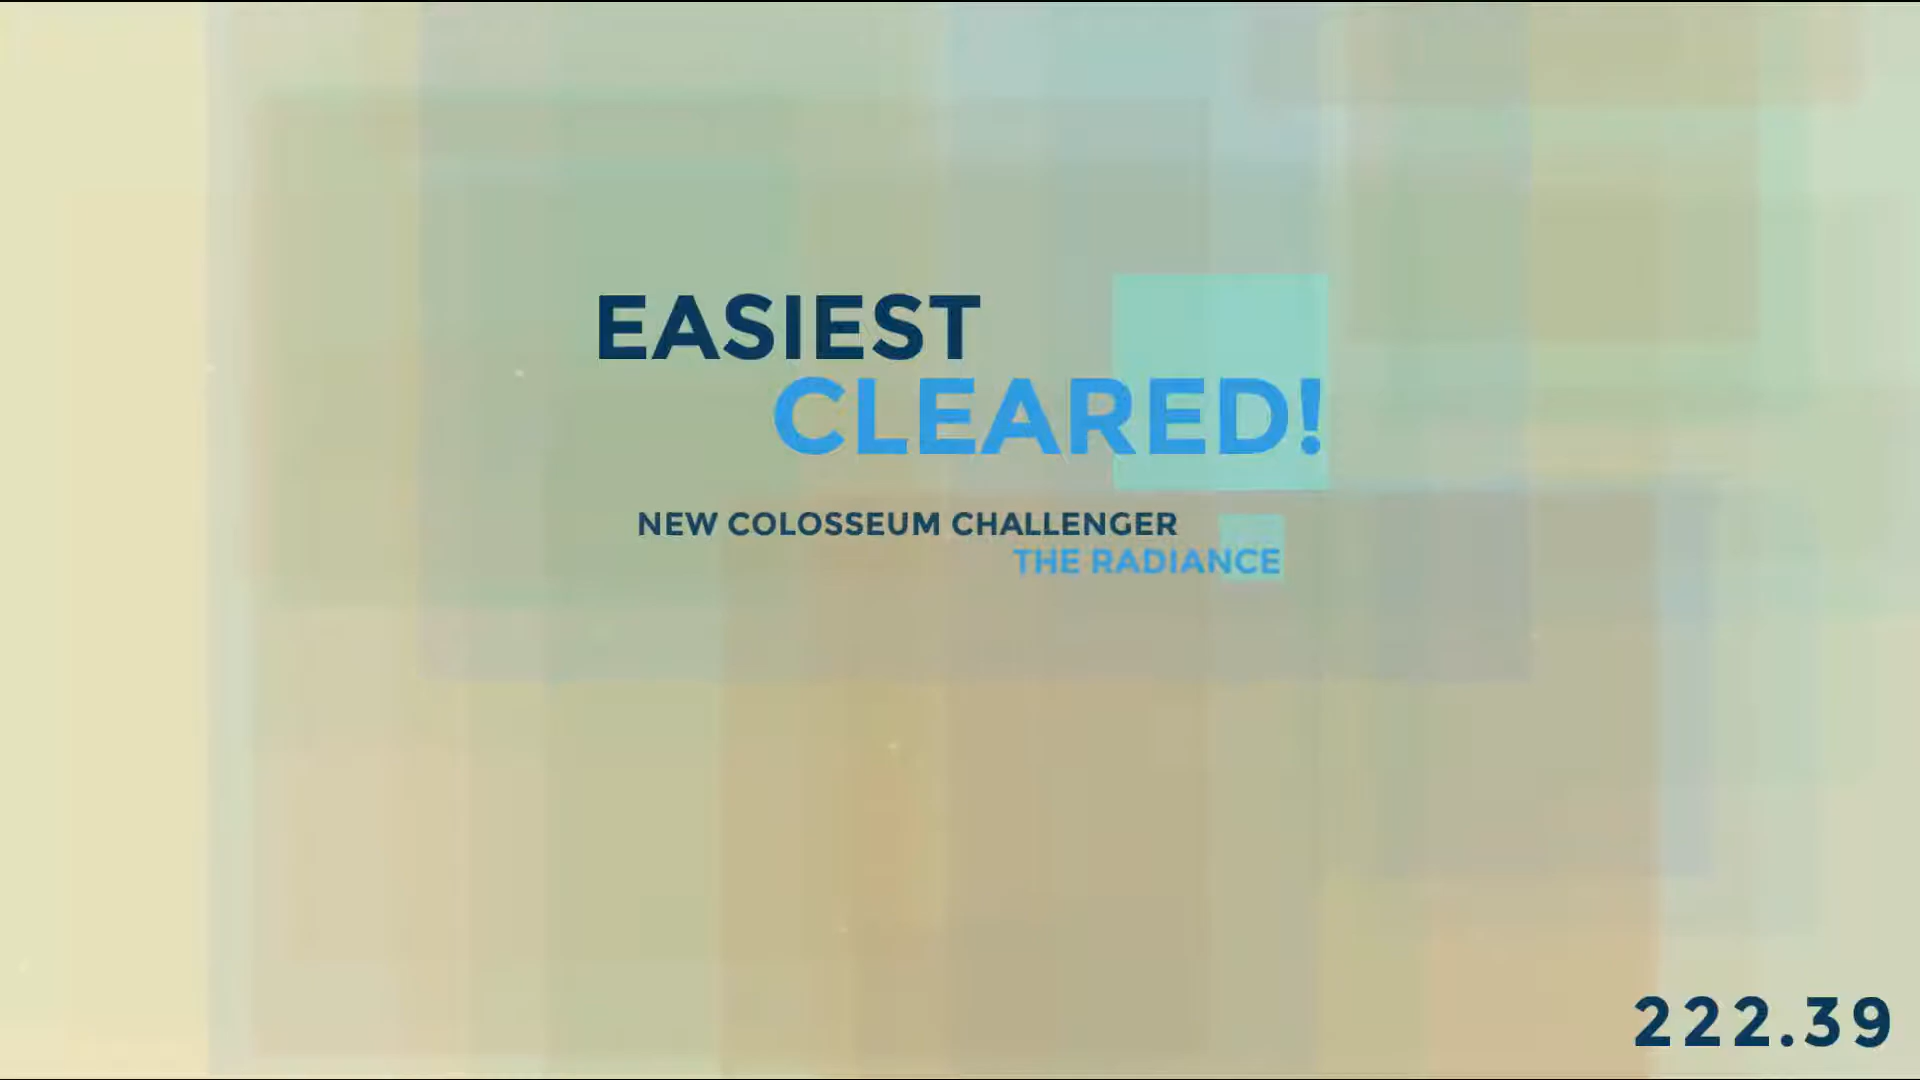 EASIEST
CLEARED!
NEW COLOSSEUM CHALLENGER
THE RADIANCE
222.39